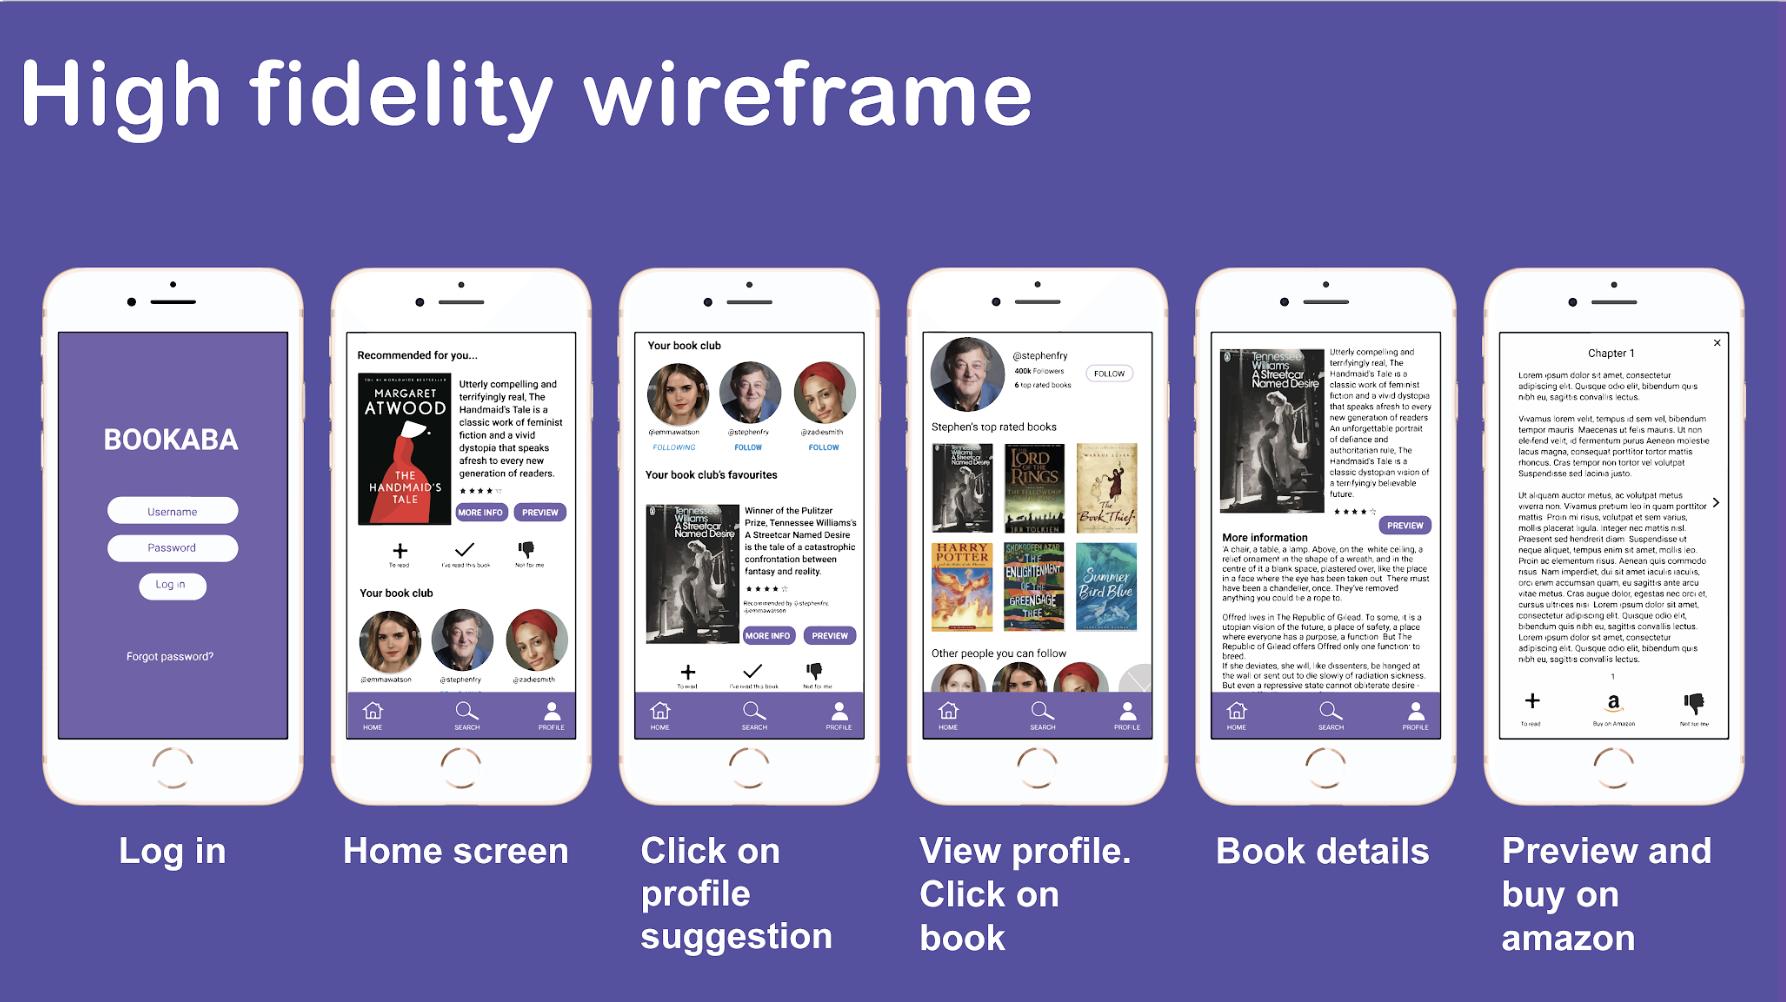 High fidelity wireframe
BOOKABA
Username
Password
Log in
Forgot password?
Log in
Recommended for you...
MARGARET
ATWOOD
THE
HANDMAID'S
TALE
Utterly compelling and
terrifyingly real, The
Handmaid's Tale is a
classic work of feminist
fiction and a vivid
dystopia that speaks
afresh to every new
generation of readers.
MORE INFO
PREVIEW
To read
I've read this book
Not for me
Your book club
@emmawatson
@stephenfry
@zadiesmith
HOME
SEARCH
PROFILE
Home screen
Your book club
@emmawatson
@stephenfry
@zadiesmith
FOLLOWING
FOLLOW
FOLLOW
Your book club's favourites
Tennessee
Williams
A Streetcar
Named Desire
Winner of the Pulitzer
Prize, Tennessee Williams's
A Streetcar Named Desire
is the tale of a catastrophic
confrontation between
fantasy and reality.
Recommended by @stephenfry,
@emmawatson
MORE INFO
PREVIEW
To read
I've read this book
Not for me
HOME
SEARCH
PROFILE
Click on
profile
suggestion
@stephenfry
400k Followers
6 top rated books
FOLLOW
Stephen's top rated books
Tennessee
Williams
A Streetcar
Named Desire
THE
LORD
OF THE
RINGS
THE FELLOWSHIP
JRR TOLKIEN
MARKUS ZUSAK
The
Book Thief
HARRY
POTTER
SHOKOOFEH AZAR
THE
ENLIGHTENMENT
OF THE
GREENGAGE
TREE
Summer
Bird Blue
Other people you can follow
HOME
SEARCH
PROFILE
View profile.
Click on
book
Tennessee
Williams
A Streetcar
Named Desire
Utterly compelling and
terrifyingly real, The
Handmaid's Tale is a
classic work of feminist
fiction and a vivid dystopia
that speaks afresh to every
new generation of readers
An unforgettable portrait
of defiance and
authoritarian rule, The
Handmaid's Tale is a
classic dystopian vision of
a terrifyingly believable
future.
PREVIEW
More information
'A chair, a table, a lamp. Above, on the white ceiling, a
relief ornament in the shape of a wreath, and in the
centre of it a blank space, plastered over, like the place
in a face where the eye has been taken out. There must
have been a chandelier, once. They've removed
anything you could tie a rope to.
Offred lives in The Republic of Gilead. To some, it is a
utopian vision of the future, a place of safety, a place
where everyone has a purpose, a function. But The
Republic of Gilead offers Offred only one function: to
breed.
If she deviates, she will, like dissenters, be hanged at
the wall or sent out to die slowly of radiation sickness.
But even a repressive state cannot obliterate desire -
HOME
SEARCH
PROFILE
Book details
×
Chapter 1
Lorem ipsum dolor sit amet, consectetur
adipiscing elit. Quisque odio elit, bibendum quis
nibh eu, sagittis convallis lectus.
Vivamus lorem velit, tempus id sem vel, bibendum
tempor mauris. Maecenas ut felis mauris. Ut non
eleifend velit, id fermentum purus. Aenean molestie
lacus magna, consequat porttitor tortor mattis
rhoncus. Cras tempor non tortor vel volutpat.
Suspendisse sed lacinia justo.
Ut aliquam auctor metus, ac volutpat metus
viverra non. Vivamus pretium leo in quam porttitor
mattis. Proin mi risus, volutpat et sem varius,
mollis placerat ligula. Integer nec mattis nisl.
Praesent sed hendrerit diam. Suspendisse ut
neque aliquet, tempus enim sit amet, mollis leo.
Proin ac elementum ipsum. Quisque commodo
risus. Nam imperdiet, dui sit amet iaculis iaculis,
orci enim accumsan quam, eu sagittis ante arcu
vitae metus. Cras augue dolor, egestas nec orci et,
cursus ultrices nisi. Lorem ipsum dolor sit amet,
consectetur adipiscing elit. Quisque odio elit,
bibendum quis nibh eu, sagittis convallis lectus.
Lorem ipsum dolor sit amet, consectetur
adipiscing elit. Quisque odio elit, bibendum quis
nibh eu, sagittis convallis lectus.
1
To read
a
Buy on Amazon
Not for me
Preview and
buy on
amazon